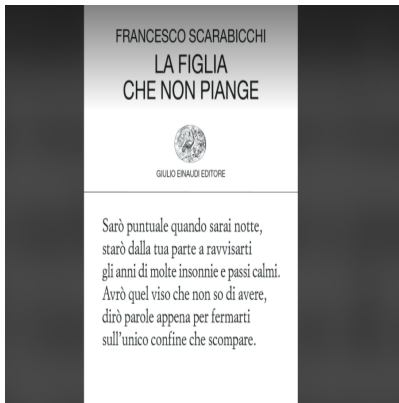 FRANCESCO SCARABICCHI
LA FIGLIA
CHE NON PIANGE
GIULIO EINAUDI EDITORE
Sarò puntuale quando sarai notte,
starò dalla tua parte a ravvisarti
gli anni di molte insonnie e passi calmi.
Avrò quel viso che non so di avere,
dirò parole appena per fermarti
sull’unico confine che scompare.